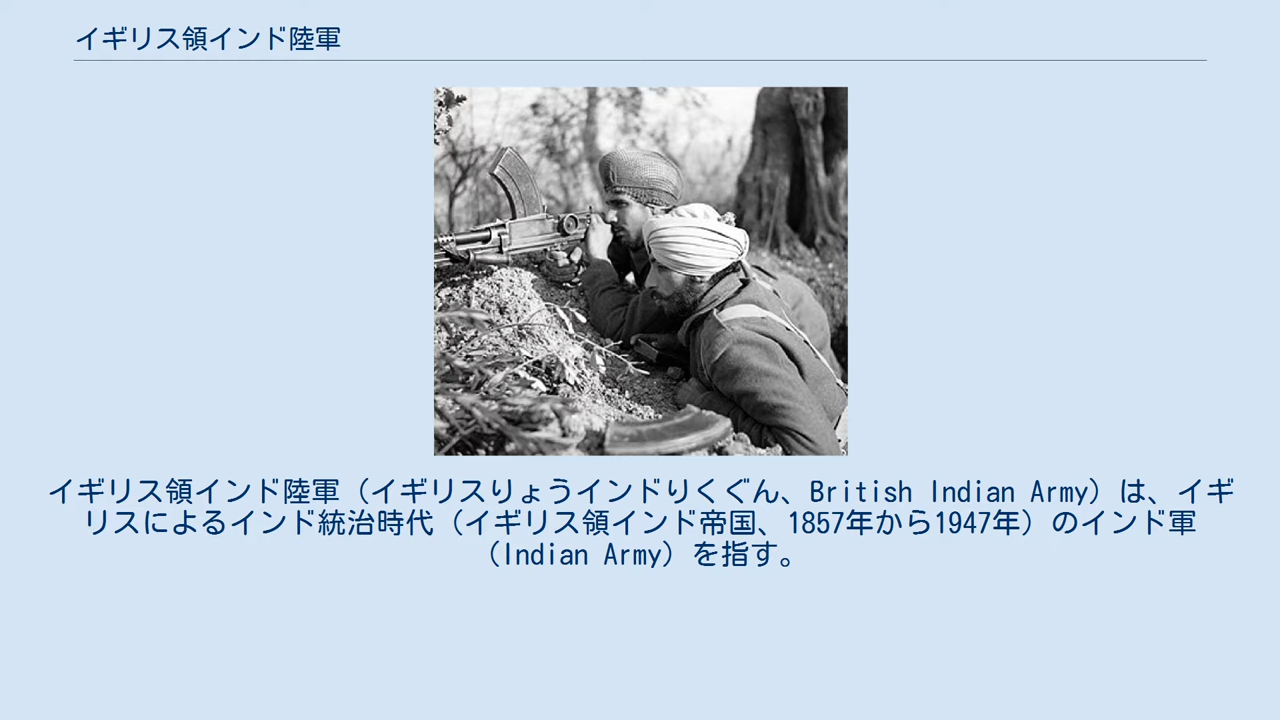 イギリス領インド陸軍
イギリス領インド陸軍（イギリスりょうインドりくぐん、British Indian Army）は、イギ
リスによるインド統治時代（イギリス領インド帝国、1857年から1947年）のインド軍
（Indian Army）を指す。